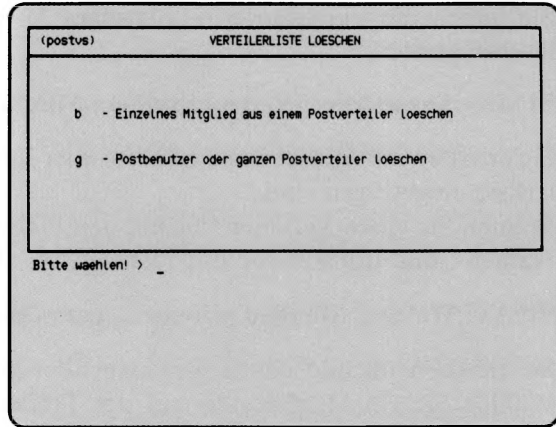 (postvs) VERTEILERLISTE LOESCHEN
b - Einzelnes Mitglied aus einem Postverteiler loeschen
g - Postbenutzer oder ganzen Postverteiler loeschen
Bitte waehlen! > _